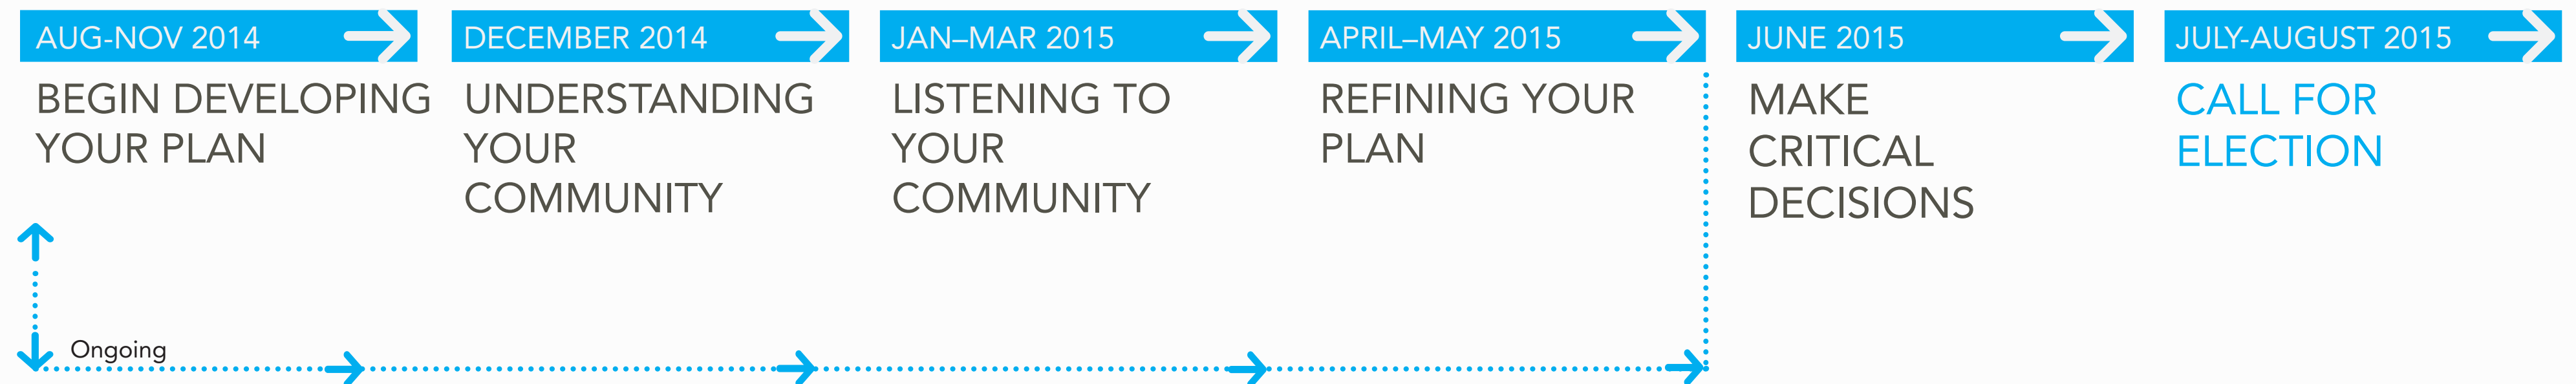 AUG-NOV 2014
BEGIN DEVELOPING
YOUR PLAN
DECEMBER 2014
UNDERSTANDING
YOUR
COMMUNITY
JAN–MAR 2015
LISTENING TO
YOUR
COMMUNITY
APRIL–MAY 2015
REFINING YOUR
PLAN
JUNE 2015
MAKE
CRITICAL
DECISIONS
JULY-AUGUST 2015
CALL FOR
ELECTION
Ongoing